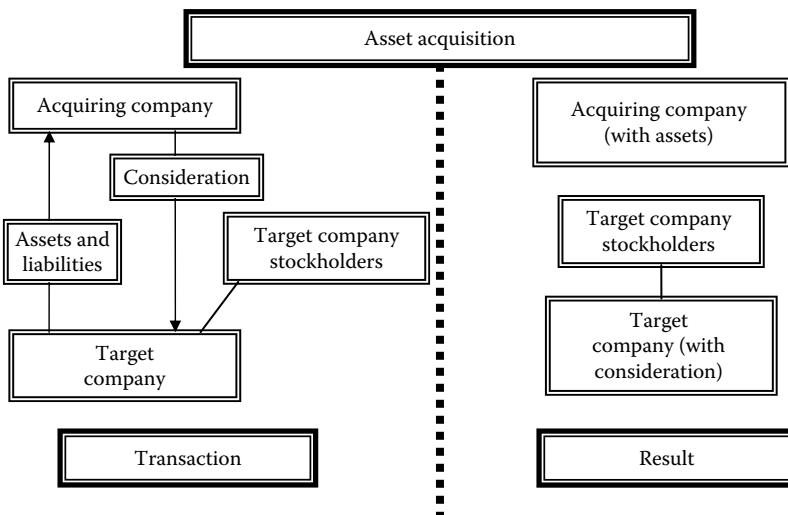 Asset acquisition
Acquiring company
Consideration
Assets and
liabilities
Target company
stockholders
Target
company
Transaction
Acquiring company
(with assets)
Target company
stockholders
Target
company (with
consideration)
Result